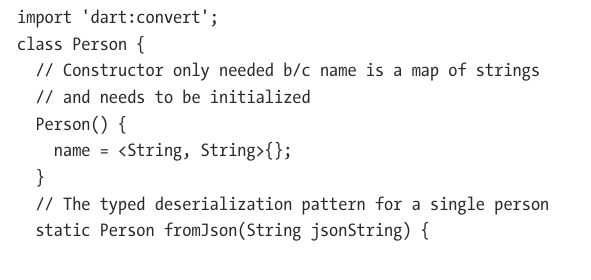 import 'dart:convert';
class Person {
// Constructor only needed b/c name is a map of strings
// and needs to be initialized
Person() {
name = <String, String>{};
}
// The typed deserialization pattern for a single person
static Person fromJson(String jsonString) {